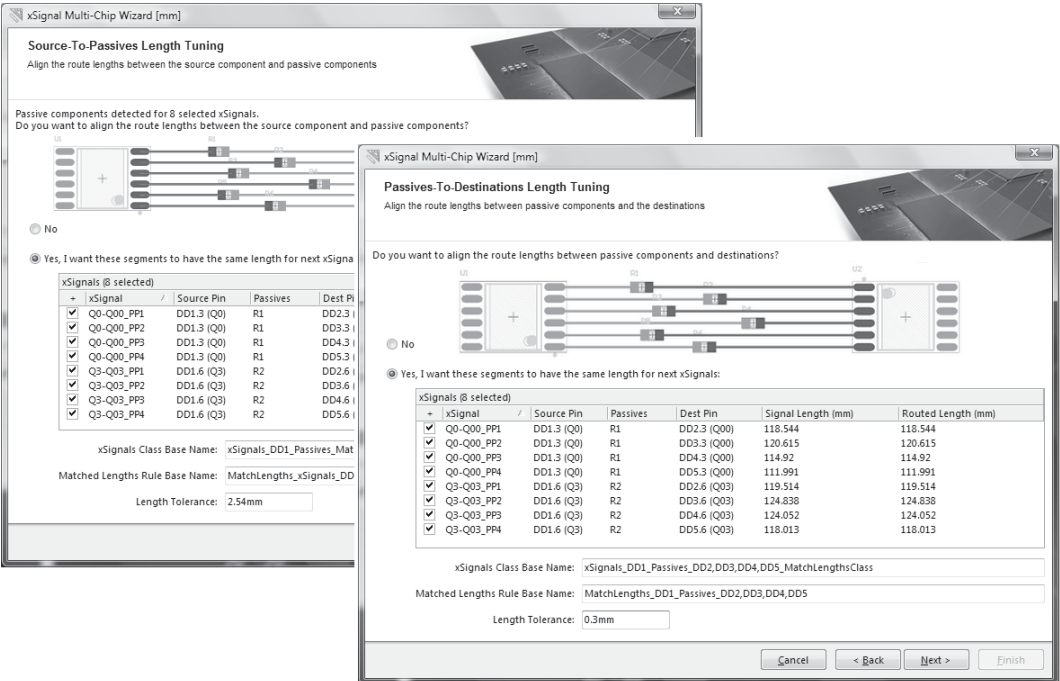 xSignal Multi-Chip Wizard [mm]
Source-To-Passives Length Tuning
Align the route lengths between the source component and passive components
Passive components detected for 8 selected xSignals.
Do you want to align the route lengths between the source component and passive components?
U1 R1
No
Yes, I want these segments to have the same length for next xSigna
xSignals (8 selected)
+ xSignal / Source Pin Passives Dest Pi
Q0-Q00_PP1 DD1.3 (Q0) R1 DD2.3 (
Q0-Q00_PP2 DD1.3 (Q0) R1 DD3.3 (
Q0-Q00_PP3 DD1.3 (Q0) R1 DD4.3 (
Q0-Q00_PP4 DD1.3 (Q0) R1 DD5.3 (
Q3-Q03_PP1 DD1.6 (Q3) R2 DD2.6 (
Q3-Q03_PP2 DD1.6 (Q3) R2 DD3.6 (
Q3-Q03_PP3 DD1.6 (Q3) R2 DD4.6 (
Q3-Q03_PP4 DD1.6 (Q3) R2 DD5.6 (
xSignals Class Base Name: xSignals_DD1_Passives_Mat
Matched Lengths Rule Base Name: MatchLengths_xSignals_DD
Length Tolerance: 2.54mm
xSignal Multi-Chip Wizard [mm]
Passives-To-Destinations Length Tuning
Align the route lengths between passive components and the destinations
Do you want to align the route lengths between passive components and destinations?
U1 R1 U2
No
Yes, I want these segments to have the same length for next xSignals:
xSignals (8 selected)
+ xSignal / Source Pin Passives Dest Pin Signal Length (mm) Routed Length (mm)
Q0-Q00_PP1 DD1.3 (Q0) R1 DD2.3 (Q00) 118.544 118.544
Q0-Q00_PP2 DD1.3 (Q0) R1 DD3.3 (Q00) 120.615 120.615
Q0-Q00_PP3 DD1.3 (Q0) R1 DD4.3 (Q00) 114.92 114.92
Q0-Q00_PP4 DD1.3 (Q0) R1 DD5.3 (Q00) 111.991 111.991
Q3-Q03_PP1 DD1.6 (Q3) R2 DD2.6 (Q03) 119.514 119.514
Q3-Q03_PP2 DD1.6 (Q3) R2 DD3.6 (Q03) 124.838 124.838
Q3-Q03_PP3 DD1.6 (Q3) R2 DD4.6 (Q03) 124.052 124.052
Q3-Q03_PP4 DD1.6 (Q3) R2 DD5.6 (Q03) 118.013 118.013
xSignals Class Base Name: xSignals_DD1_Passives_DD2,DD3,DD4,DD5_MatchLengthsClass
Matched Lengths Rule Base Name: MatchLengths_DD1_Passives_DD2,DD3,DD4,DD5
Length Tolerance: 0.3mm
Cancel < Back Next > Finish